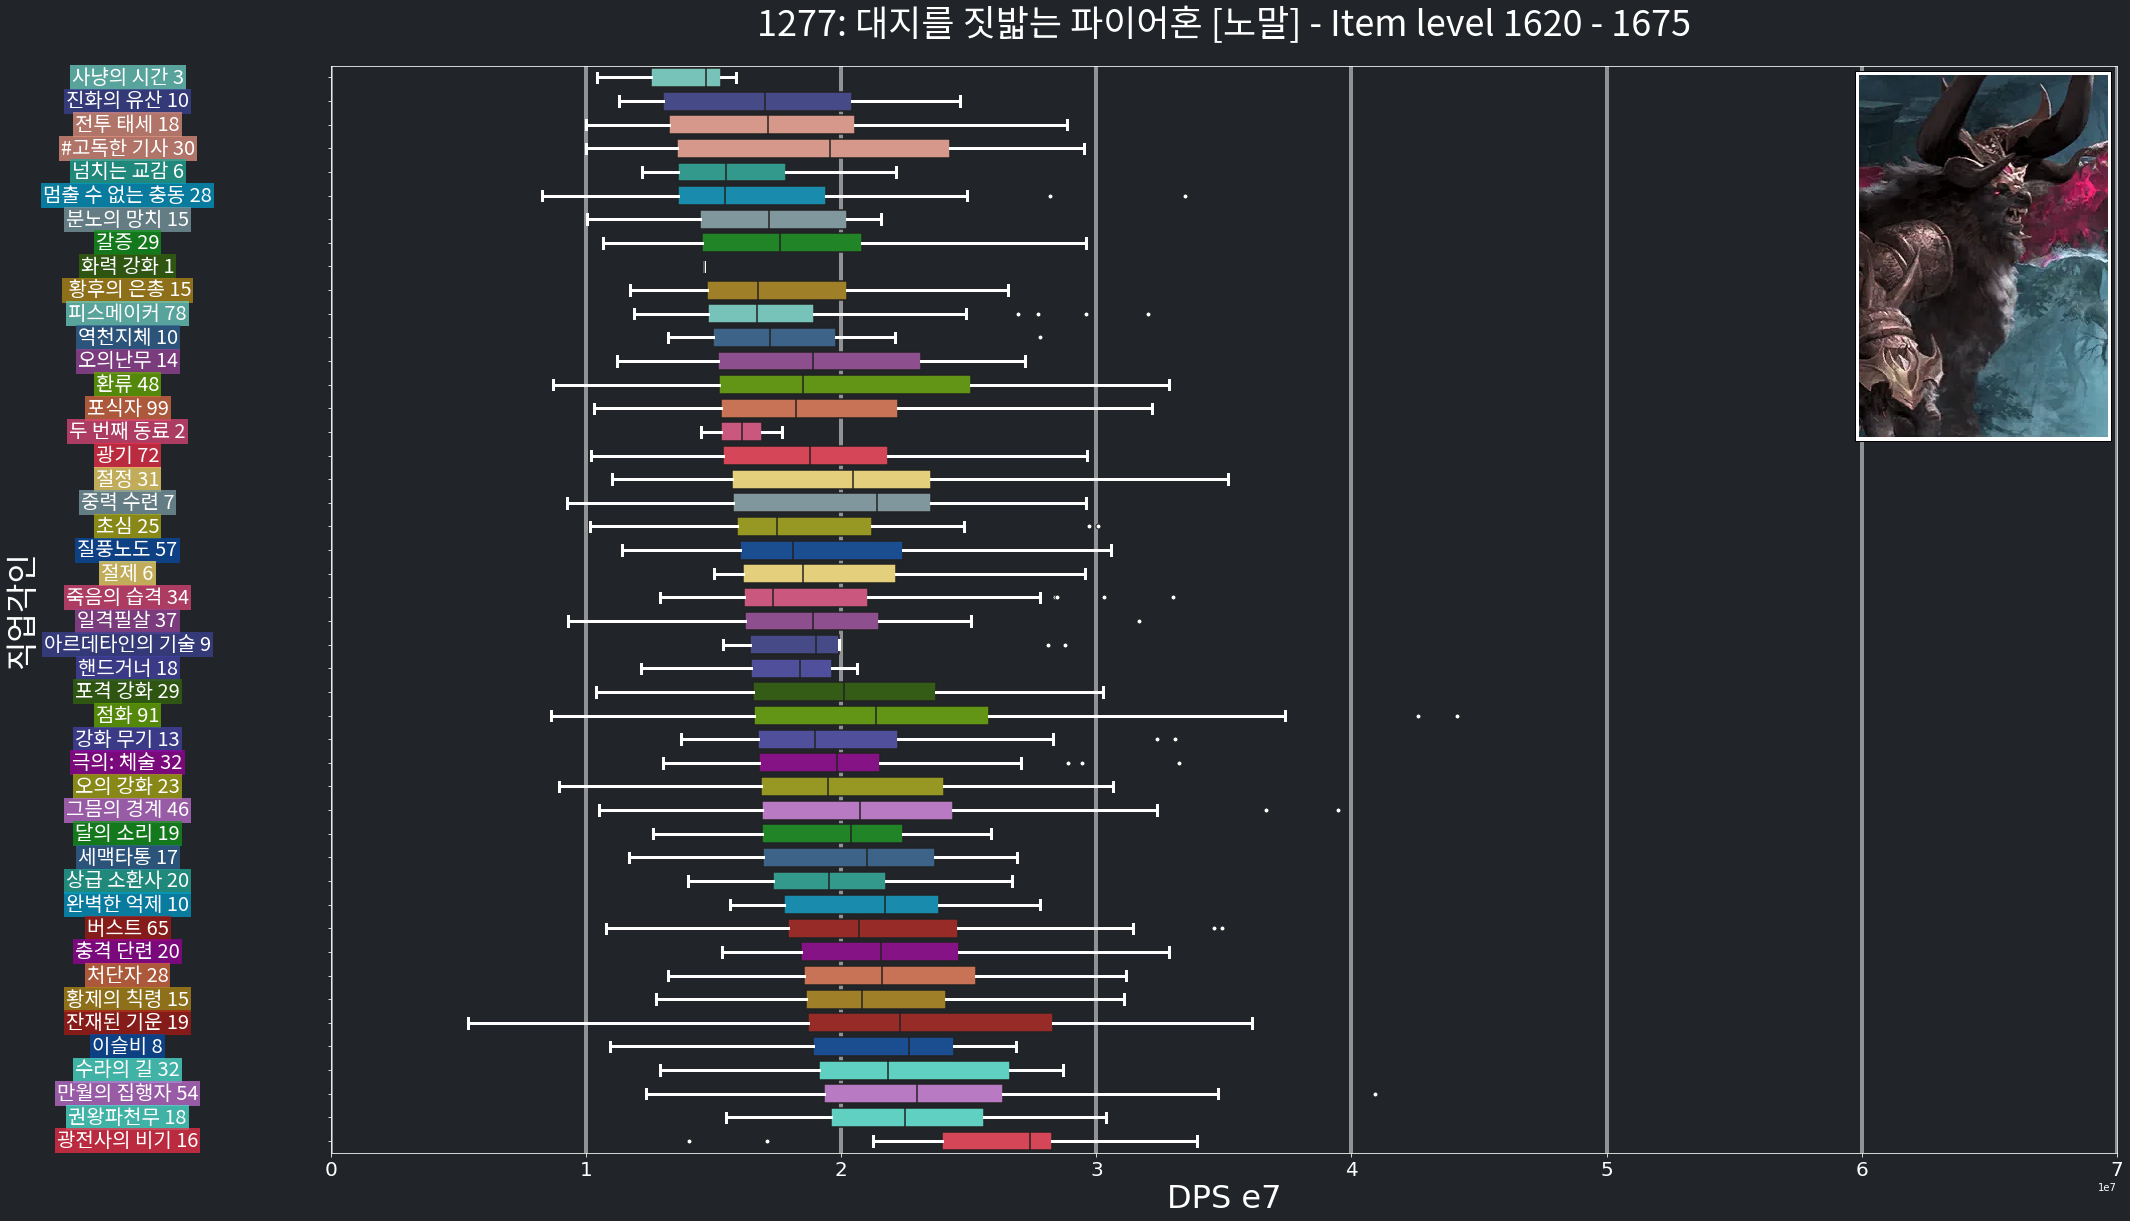 1277: 대지를 짓밟는 파이어혼 [노말] - Item level 1620 - 1675
직업각인
사냥의 시간 3
진화의 유산 10
전투 태세 18
#고독한 기사 30
넘치는 교감 6
멈출 수 없는 충동 28
분노의 망치 15
갈증 29
화력 강화 1
황후의 은총 15
피스메이커 78
역천지체 10
오의난무 14
환류 48
포식자 99
두 번째 동료 2
광기 72
절정 31
중력 수련 7
초심 25
질풍노도 57
절제 6
죽음의 습격 34
일격필살 37
아르데타인의 기술 9
핸드거너 18
포격 강화 29
점화 91
강화 무기 13
극의: 체술 32
오의 강화 23
그믐의 경계 46
달의 소리 19
세맥타통 17
상급 소환사 20
완벽한 억제 10
버스트 65
충격 단련 20
처단자 28
황제의 칙령 15
잔재된 기운 19
이슬비 8
수라의 길 32
만월의 집행자 54
권왕파천무 18
광전사의 비기 16
0 1 2 3 4 5 6 7
1e7
DPS e7